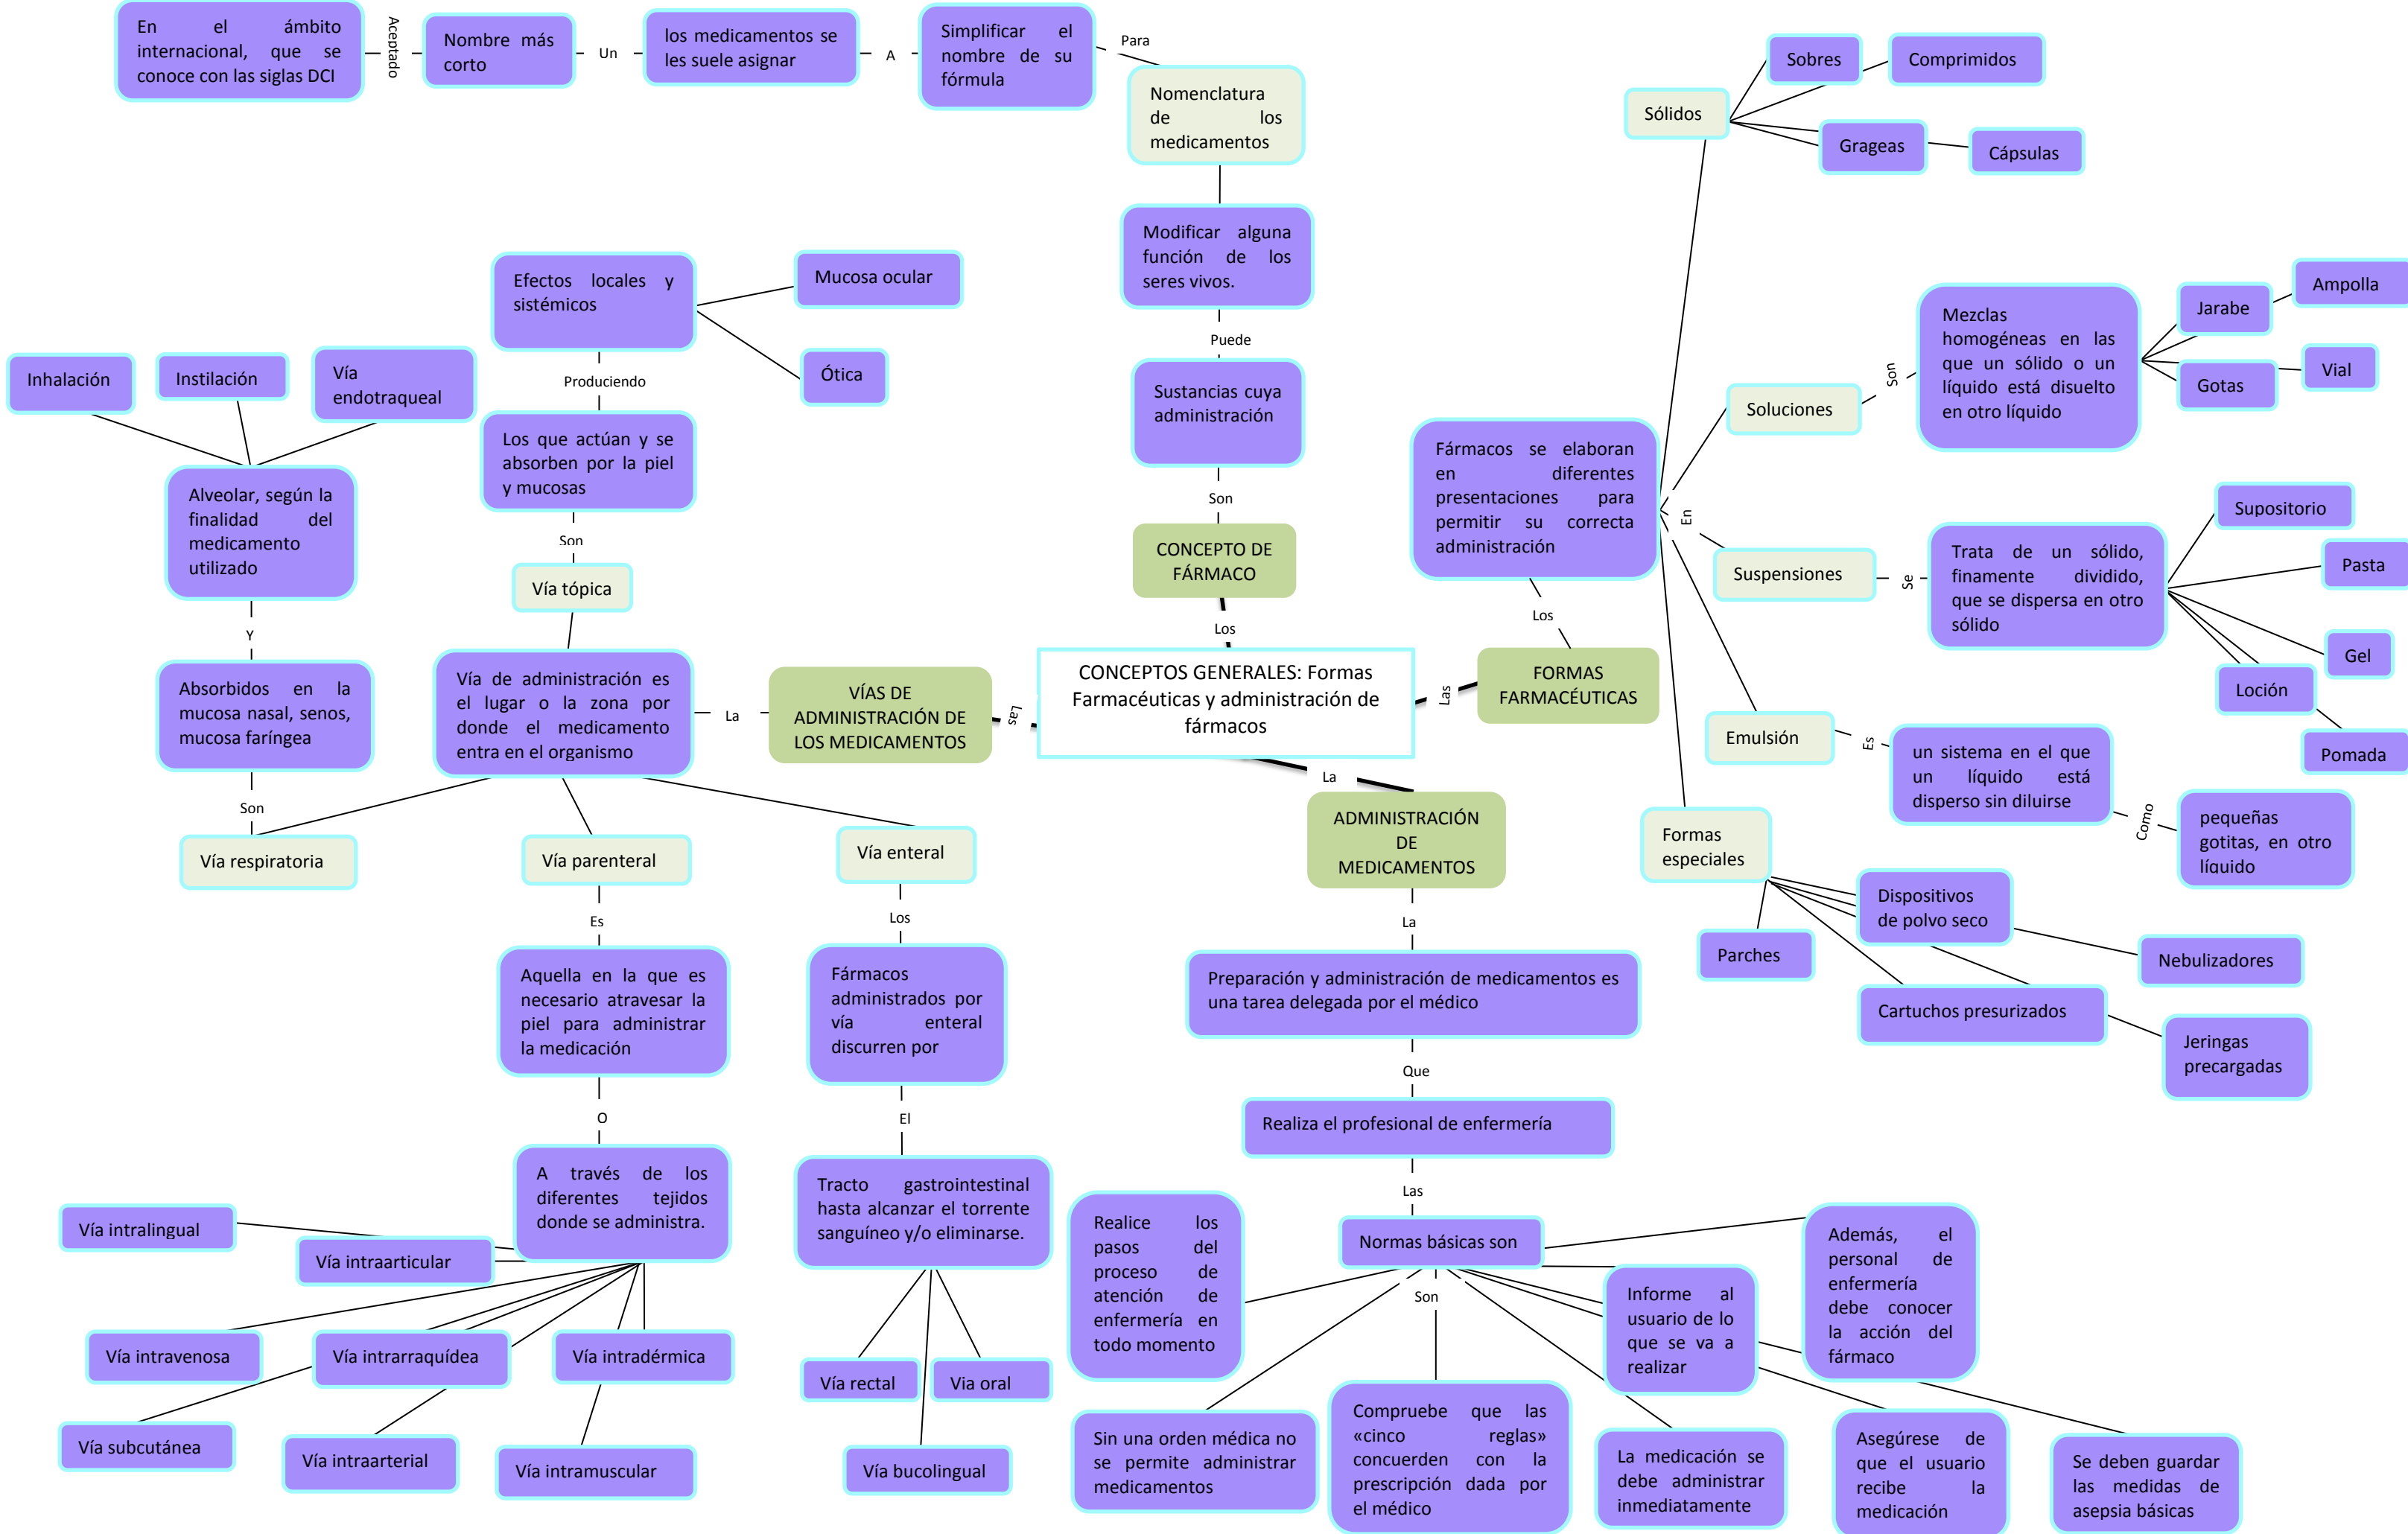 En el ámbito
internacional, que se
conoce con las siglas DCI
Aceptado
Nombre más
corto
Un
los medicamentos se
les suele asignar
A
Simplificar el
nombre de su
fórmula
Para
Nomenclatura
de los
medicamentos
Modificar alguna
función de los
seres vivos.
Puede
Sustancias cuya
administración
Son
CONCEPTO DE
FÁRMACO
Los
CONCEPTOS GENERALES: Formas
Farmacéuticas y administración de
fármacos
Las
FORMAS
FARMACÉUTICAS
Los
Fármacos se elaboran
en diferentes
presentaciones para
permitir su correcta
administración
En
Sólidos
Sobres
Comprimidos
Grageas
Cápsulas
Soluciones
Son
Mezclas
homogéneas en las
que un sólido o un
líquido está disuelto
en otro líquido
Jarabe
Ampolla
Gotas
Vial
Suspensiones
Se
Trata de un sólido,
finamente dividido,
que se dispersa en otro
sólido
Supositorio
Pasta
Gel
Loción
Pomada
Emulsión
Es
un sistema en el que
un líquido está
disperso sin diluirse
Como
pequeñas
gotitas, en otro
líquido
Formas
especiales
Dispositivos
de polvo seco
Parches
Nebulizadores
Cartuchos presurizados
Jeringas
precargadas
Las
VÍAS DE
ADMINISTRACIÓN DE
LOS MEDICAMENTOS
La
Vía de administración es
el lugar o la zona por
donde el medicamento
entra en el organismo
Vía tópica
Son
Los que actúan y se
absorben por la piel
y mucosas
Produciendo
Efectos locales y
sistémicos
Mucosa ocular
Ótica
Vía respiratoria
Son
Absorbidos en la
mucosa nasal, senos,
mucosa faríngea
Y
Alveolar, según la
finalidad del
medicamento
utilizado
Inhalación
Instilación
Vía
endotraqueal
Vía parenteral
Es
Aquella en la que es
necesario atravesar la
piel para administrar
la medicación
O
A través de los
diferentes tejidos
donde se administra.
Vía intralingual
Vía intraarticular
Vía intravenosa
Vía intrarraquídea
Vía intradérmica
Vía subcutánea
Vía intraarterial
Vía intramuscular
Vía enteral
Los
Fármacos
administrados por
vía enteral
discurren por
El
Tracto gastrointestinal
hasta alcanzar el torrente
sanguíneo y/o eliminarse.
Vía rectal
Via oral
Vía bucolingual
La
ADMINISTRACIÓN
DE
MEDICAMENTOS
La
Preparación y administración de medicamentos es
una tarea delegada por el médico
Que
Realiza el profesional de enfermería
Las
Normas básicas son
Son
Realice los
pasos del
proceso de
atención de
enfermería en
todo momento
Sin una orden médica no
se permite administrar
medicamentos
Compruebe que las
«cinco reglas»
concuerden con la
prescripción dada por
el médico
La medicación se
debe administrar
inmediatamente
Informe al
usuario de lo
que se va a
realizar
Además, el
personal de
enfermería
debe conocer
la acción del
fármaco
Asegúrese de
que el usuario
recibe la
medicación
Se deben guardar
las medidas de
asepsia básicas